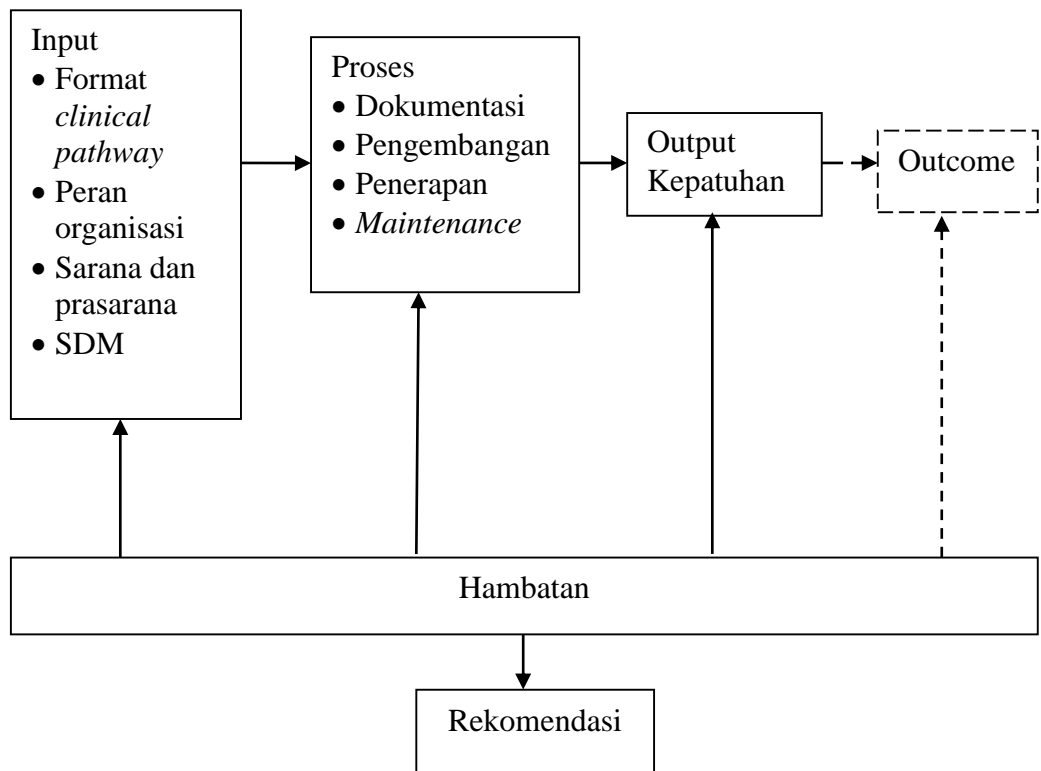 Input
• Format
clinical
pathway
• Peran
organisasi
• Sarana dan
prasarana
• SDM
Proses
• Dokumentasi
• Pengembangan
• Penerapan
• Maintenance
Output
Kepatuhan
Outcome
Hambatan
Rekomendasi